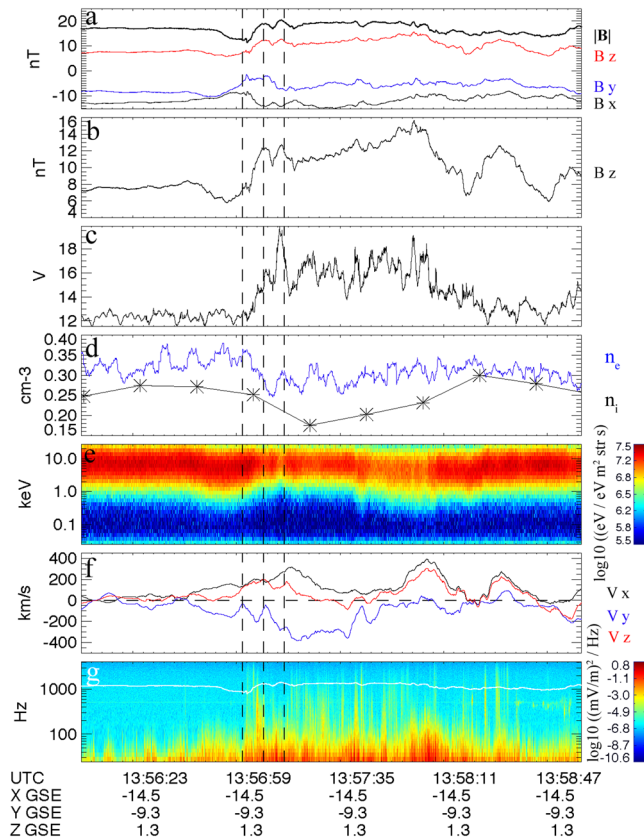 a
20
10
0
-10
nT
|B|
B z
B y
B x
b
16
14
12
10
8
6
4
nT
B z
c
18
16
14
12
V
d
0.40
0.35
0.30
0.25
0.20
0.15
cm-3
n_e
n_i
e
10.0
1.0
0.1
keV
7.5
7.2
6.8
6.5
6.2
5.8
5.5
log10 ((eV / eV m² str s)
f
400
200
0
-200
-400
km/s
V x
V y
V z
g
1000
100
Hz
0.8
-1.1
-3.0
-4.9
-6.8
-8.7
-10.6
log10 ((mV/m)² / Hz)
UTC 13:56:23 13:56:59 13:57:35 13:58:11 13:58:47
X GSE -14.5 -14.5 -14.5 -14.5 -14.5
Y GSE -9.3 -9.3 -9.3 -9.3 -9.3
Z GSE 1.3 1.3 1.3 1.3 1.3